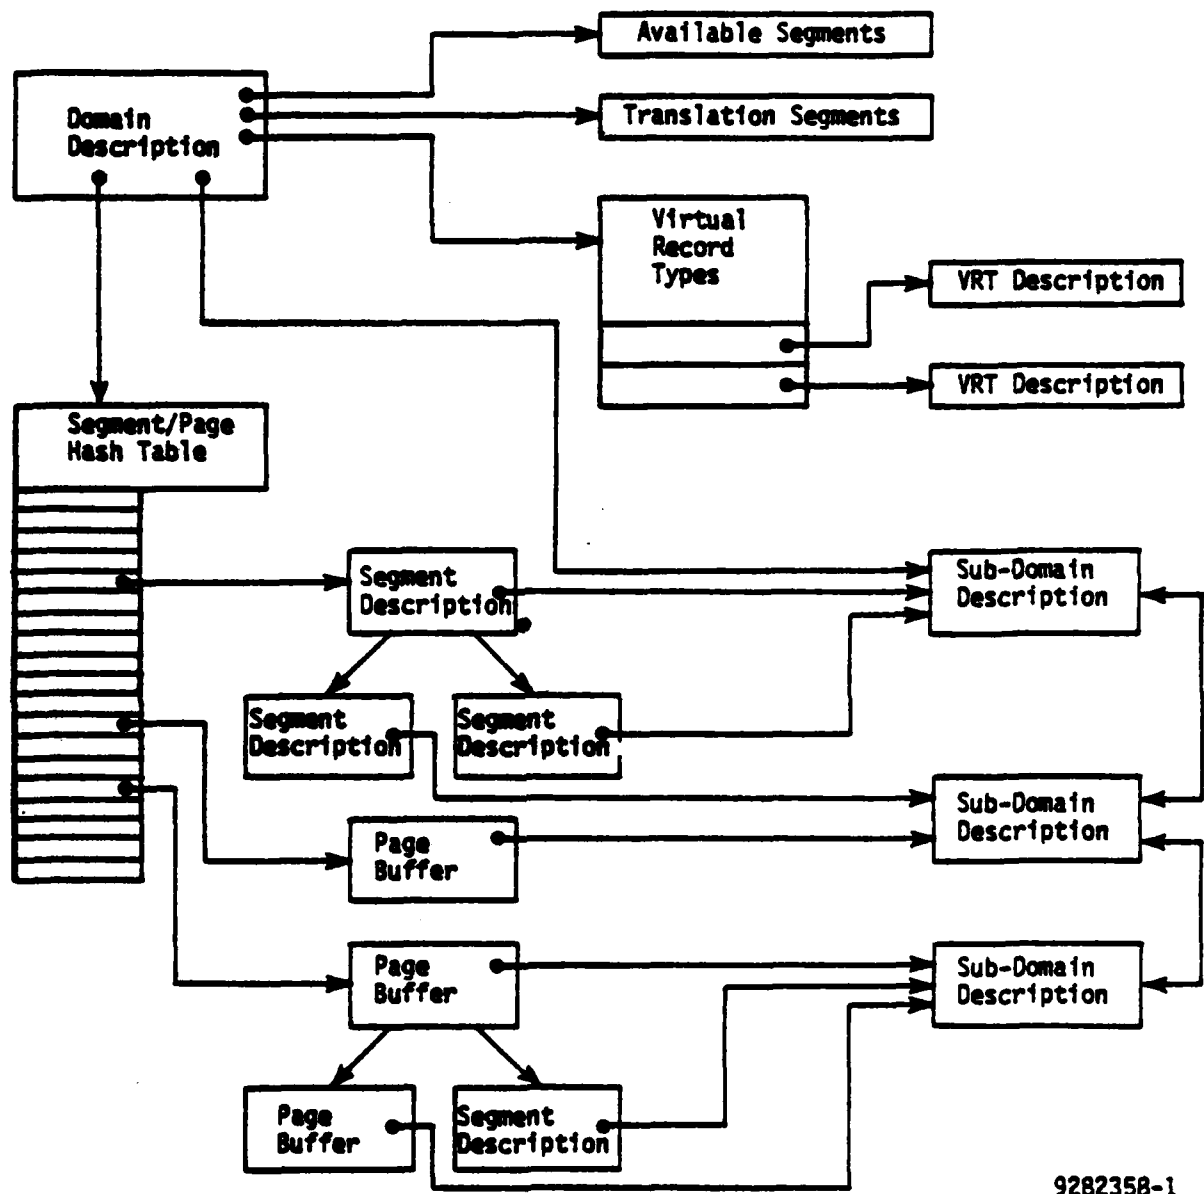 Available Segments
Domain
Description
Translation Segments
Virtual
Record
Types
VRT Description
VRT Description
Segment/Page
Hash Table
Segment
Description
Sub-Domain
Description
Segment
Description
Segment
Description
Sub-Domain
Description
Page
Buffer
Page
Buffer
Sub-Domain
Description
Page
Buffer
Segment
Description
9282358-1